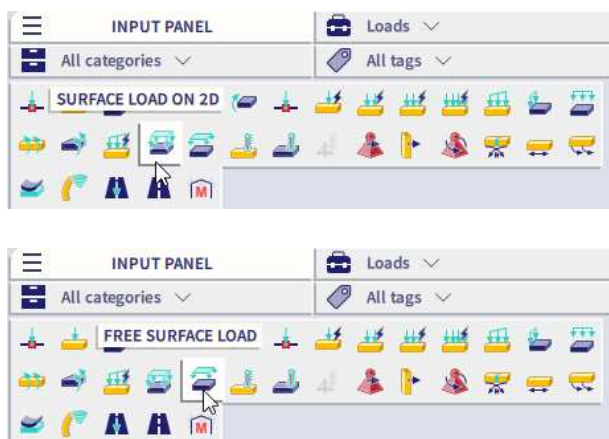 INPUT PANEL Loads
All categories All tags
SURFACE LOAD ON 2D
M
INPUT PANEL Loads
All categories All tags
FREE SURFACE LOAD
M